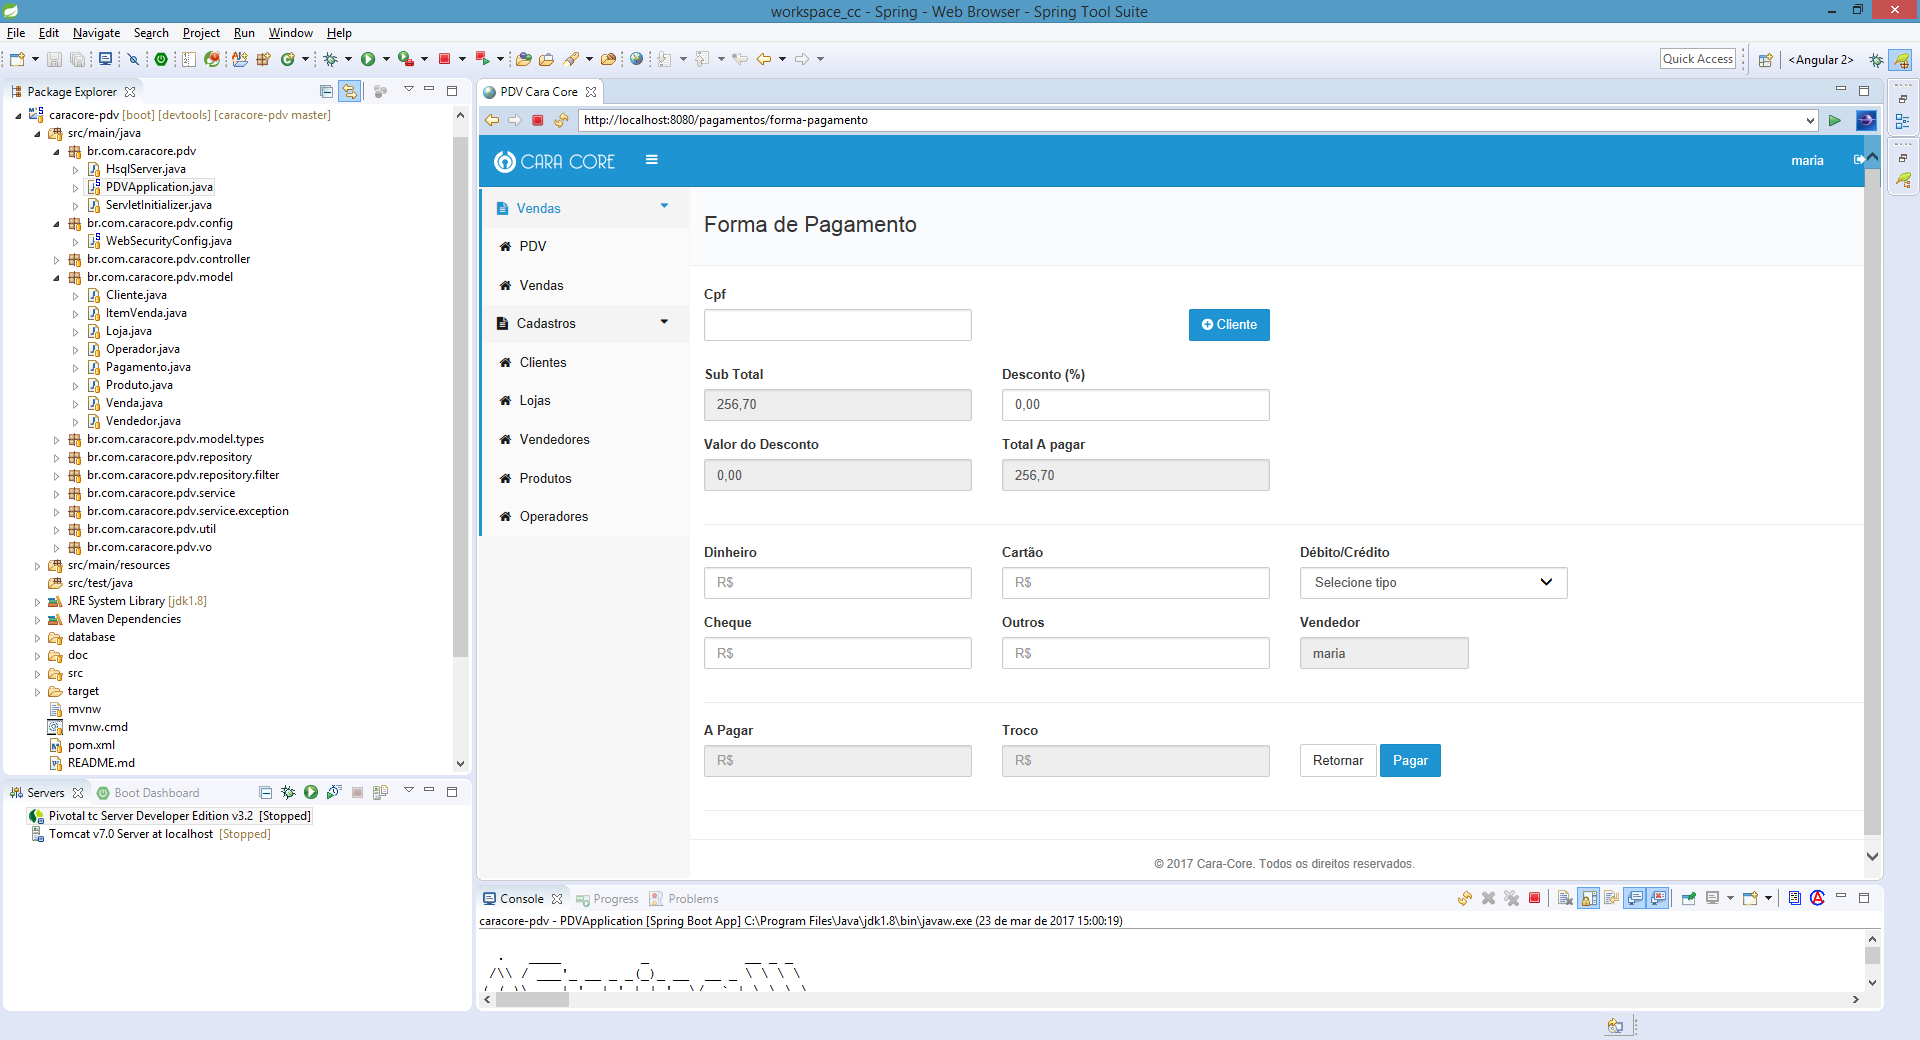 workspace_cc - Spring - Web Browser - Spring Tool Suite
File Edit Navigate Search Project Run Window Help
Quick Access <Angular 2>
Package Explorer
caracore-pdv [boot] [devtools] [caracore-pdv master]
src/main/java
br.com.caracore.pdv
HsqlServer.java
PDVApplication.java
ServletInitializer.java
br.com.caracore.pdv.config
WebSecurityConfig.java
br.com.caracore.pdv.controller
br.com.caracore.pdv.model
Cliente.java
ItemVenda.java
Loja.java
Operador.java
Pagamento.java
Produto.java
Venda.java
Vendedor.java
br.com.caracore.pdv.model.types
br.com.caracore.pdv.repository
br.com.caracore.pdv.repository.filter
br.com.caracore.pdv.service
br.com.caracore.pdv.service.exception
br.com.caracore.pdv.util
br.com.caracore.pdv.vo
src/main/resources
src/test/java
JRE System Library [jdk1.8]
Maven Dependencies
database
doc
src
target
mvnw
mvnw.cmd
pom.xml
README.md
Servers Boot Dashboard
Pivotal tc Server Developer Edition v3.2 [Stopped]
Tomcat v7.0 Server at localhost [Stopped]
PDV Cara Core
http://localhost:8080/pagamentos/forma-pagamento
CARA CORE maria
Vendas
PDV
Vendas
Cadastros
Clientes
Lojas
Vendedores
Produtos
Operadores
Forma de Pagamento
Cpf
Cliente
Sub Total Desconto (%)
256,70 0,00
Valor do Desconto Total A pagar
0,00 256,70
Dinheiro Cartão Débito/Crédito
R$ R$ Selecione tipo
Cheque Outros Vendedor
R$ R$ maria
A Pagar Troco
R$ R$ Retornar Pagar
© 2017 Cara-Core. Todos os direitos reservados.
Console Progress Problems
caracore-pdv - PDVApplication [Spring Boot App] C:\Program Files\Java\jdk1.8\bin\javaw.exe (23 de mar de 2017 15:00:19)